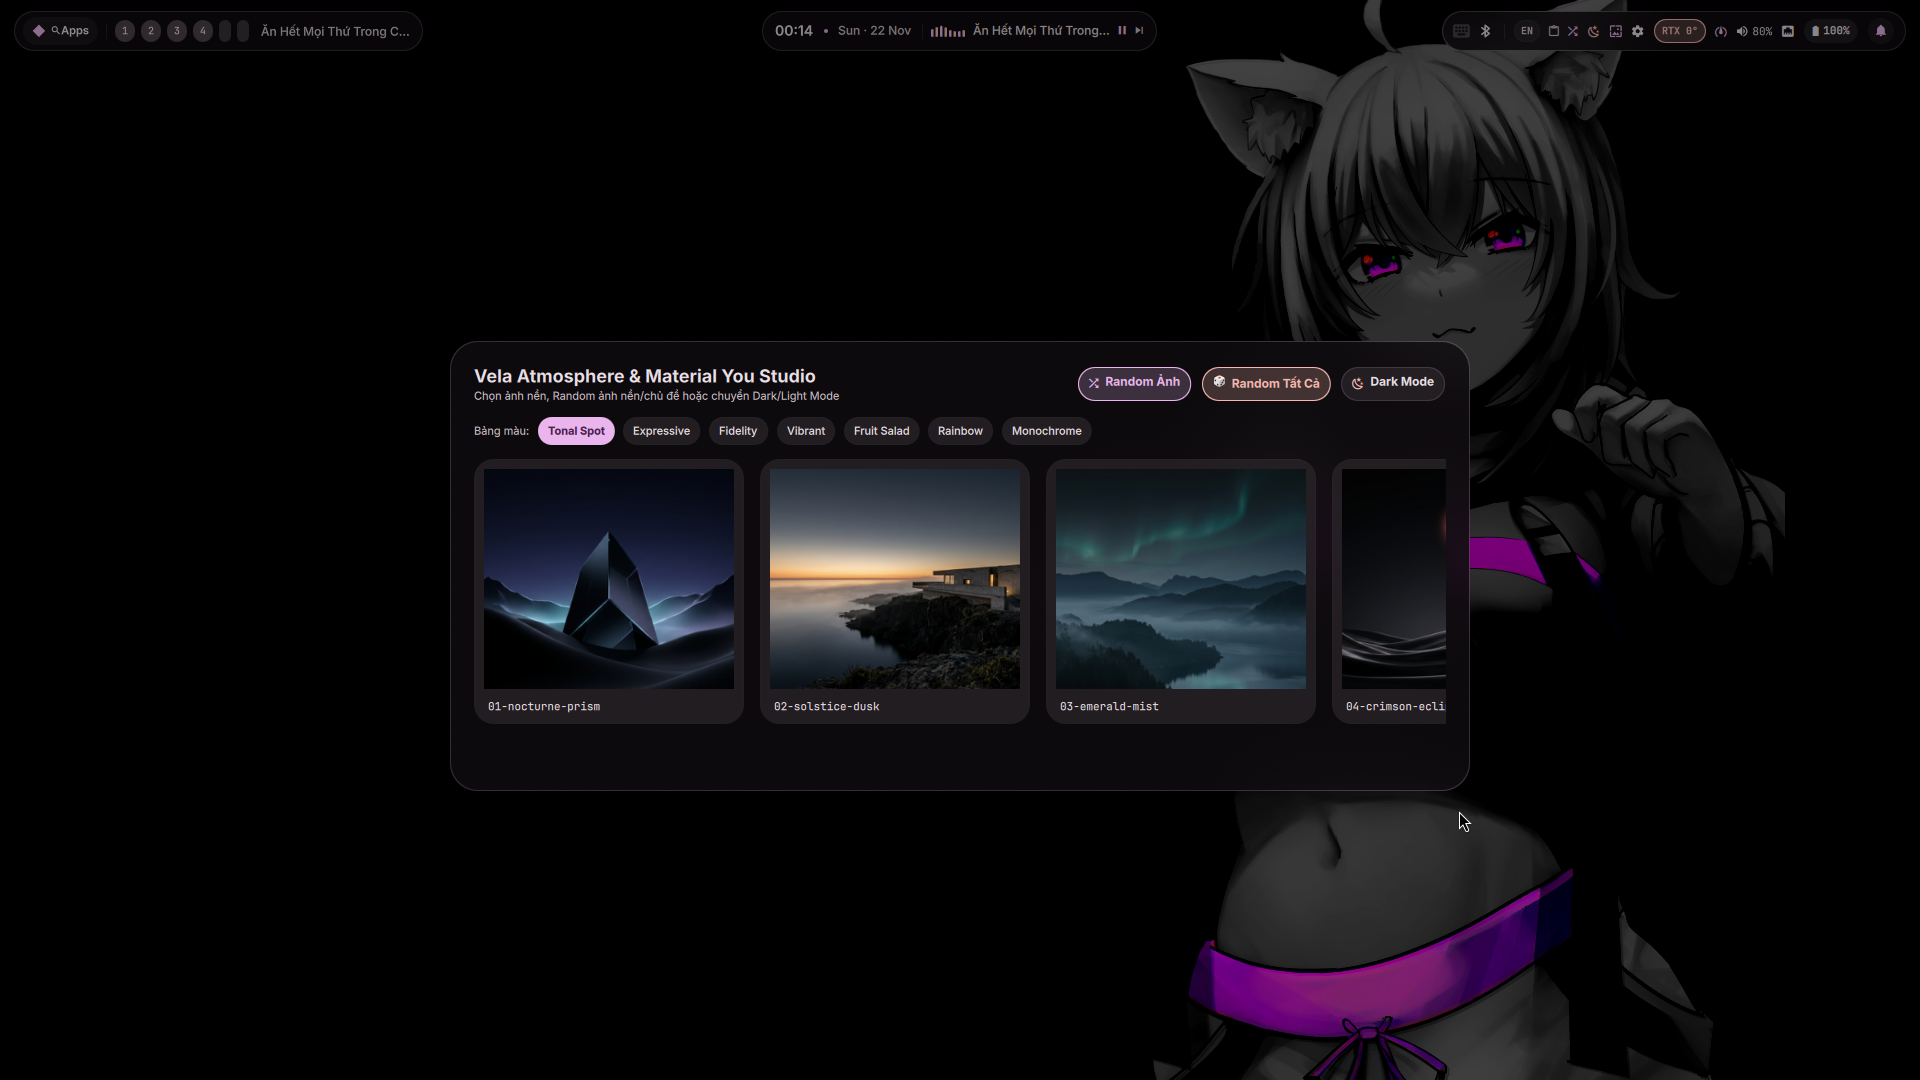 Apps
1 2 3 4
Ăn Hết Mọi Thứ Trong C...
00:14 • Sun · 22 Nov
Ăn Hết Mọi Thứ Trong...
EN
RTX 0°
80%
100%
Vela Atmosphere & Material You Studio
Chọn ảnh nền, Random ảnh nền/chủ đề hoặc chuyển Dark/Light Mode
Random Ảnh
Random Tất Cả
Dark Mode
Bảng màu: Tonal Spot Expressive Fidelity Vibrant Fruit Salad Rainbow Monochrome
01-nocturne-prism
02-solstice-dusk
03-emerald-mist
04-crimson-ecli